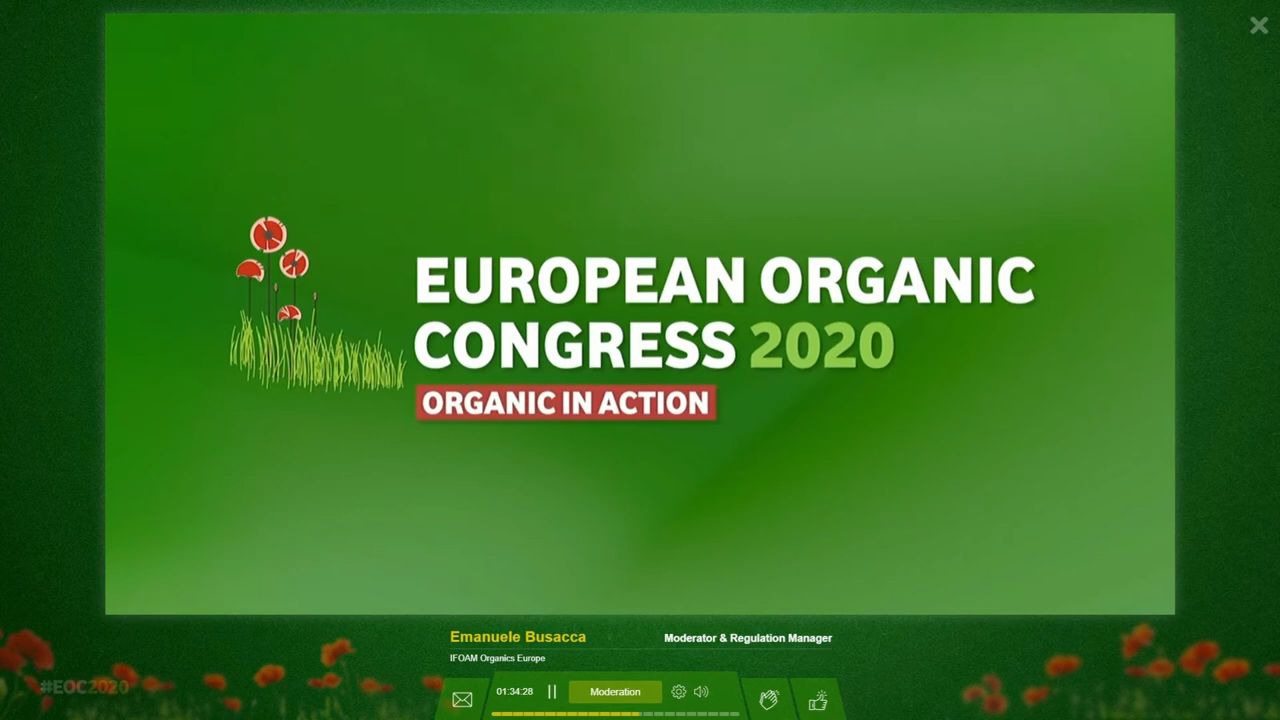 EUROPEAN ORGANIC
CONGRESS 2020
ORGANIC IN ACTION
Emanuele Busacca
Moderator & Regulation Manager
IFOAM Organics Europe
#EOC2020
01:34:28
Moderation